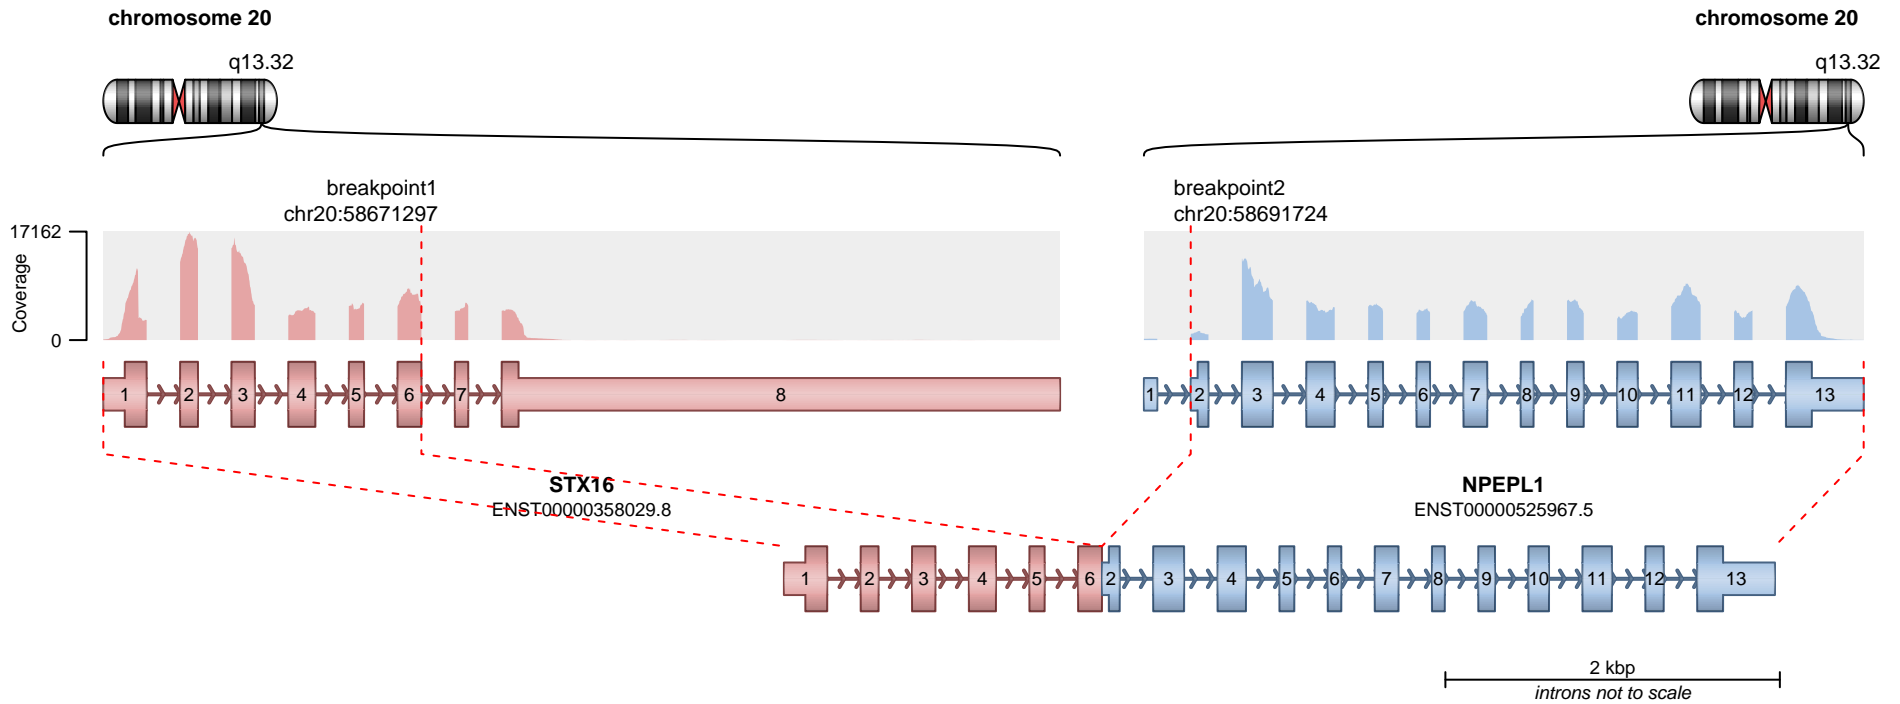 chromosome 20
chromosome 20
q13.32
q13.32
breakpoint1
chr20:58671297
breakpoint2
chr20:58691724
17162
Coverage
0
1 2 3 4 5 6 7 8
1 2 3 4 5 6 7 8 9 10 11 12 13
STX16
ENST00000358029.8
NPEPL1
ENST00000525967.5
1 2 3 4 5 6 2 3 4 5 6 7 8 9 10 11 12 13
2 kbp
introns not to scale